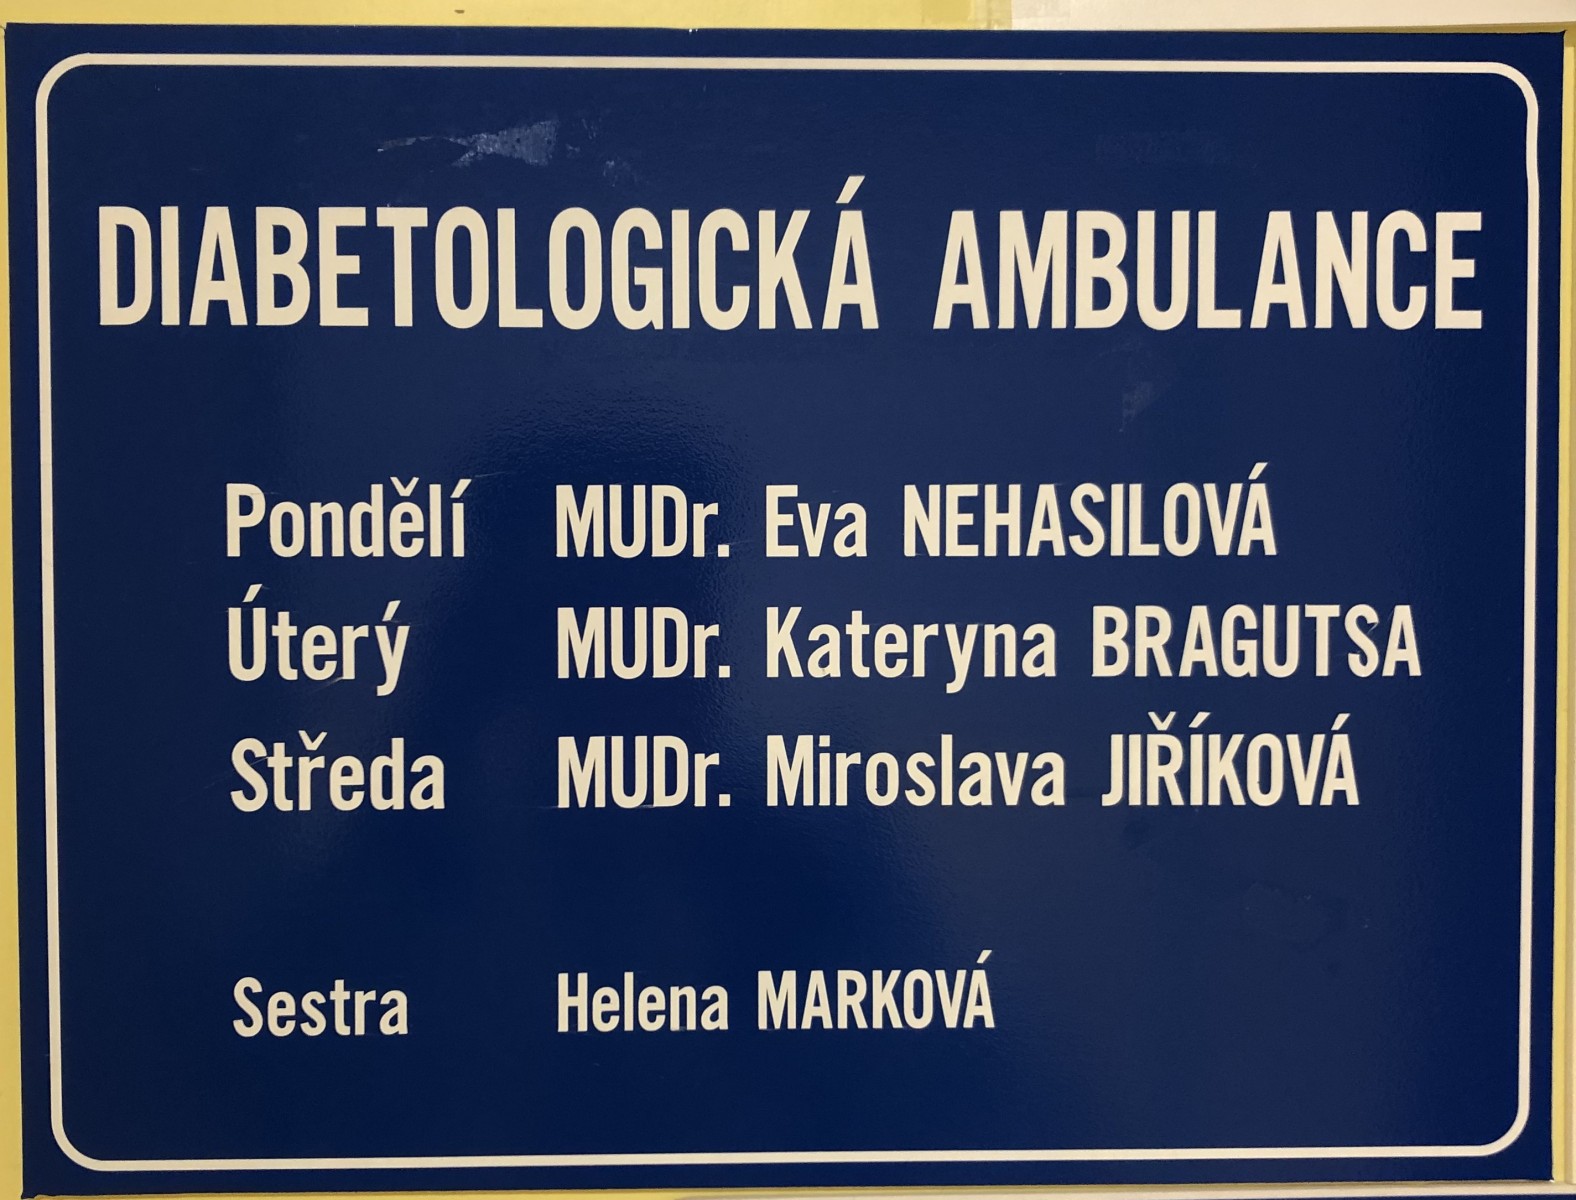 DIABETOLOGICKÁ AMBULANCE
Pondělí MUDr. Eva NEHASILOVÁ
Úterý MUDr. Kateryna BRAGUTSA
Středa MUDr. Miroslava JIŘÍKOVÁ
Sestra Helena MARKOVÁ